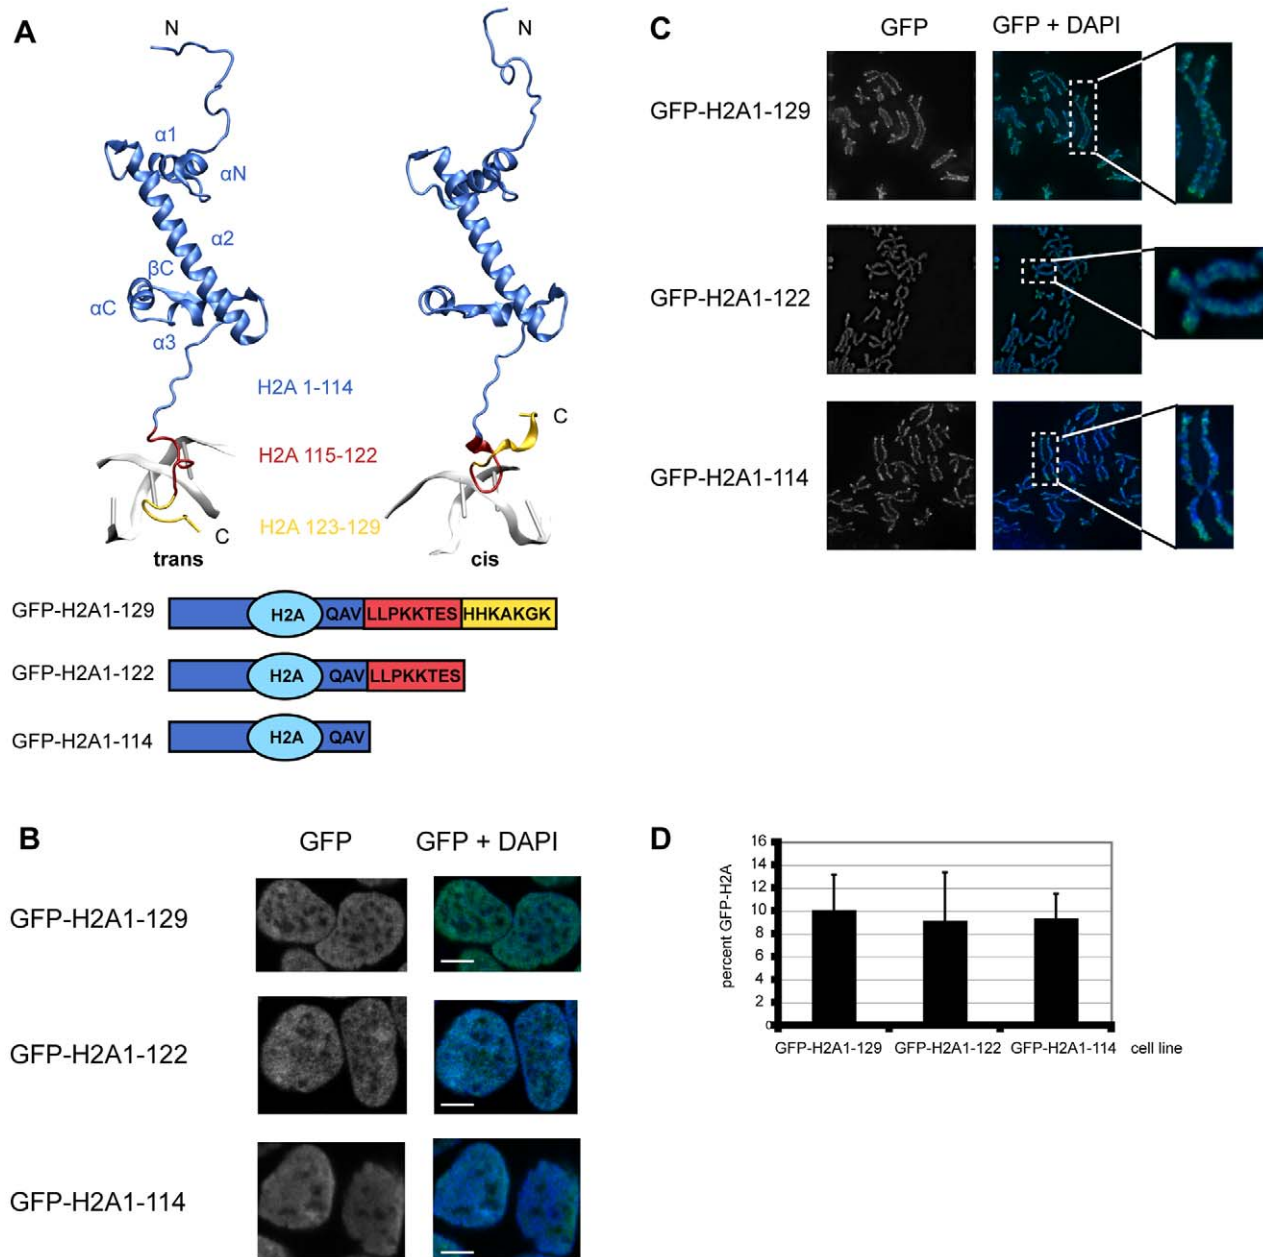 A
N
N
α1
αN
α2
βC
αC
α3
H2A 1-114
C
H2A 115-122
H2A 123-129
C
trans
cis
GFP-H2A1-129
H2A
QAV
LLPKKTES
HHKAKGK
GFP-H2A1-122
H2A
QAV
LLPKKTES
GFP-H2A1-114
H2A
QAV
B
GFP
GFP + DAPI
GFP-H2A1-129
GFP-H2A1-122
GFP-H2A1-114
C
GFP
GFP + DAPI
GFP-H2A1-129
GFP-H2A1-122
GFP-H2A1-114
D
percent GFP-H2A
16
14
12
10
8
6
4
2
0
GFP-H2A1-129 GFP-H2A1-122 GFP-H2A1-114 cell line